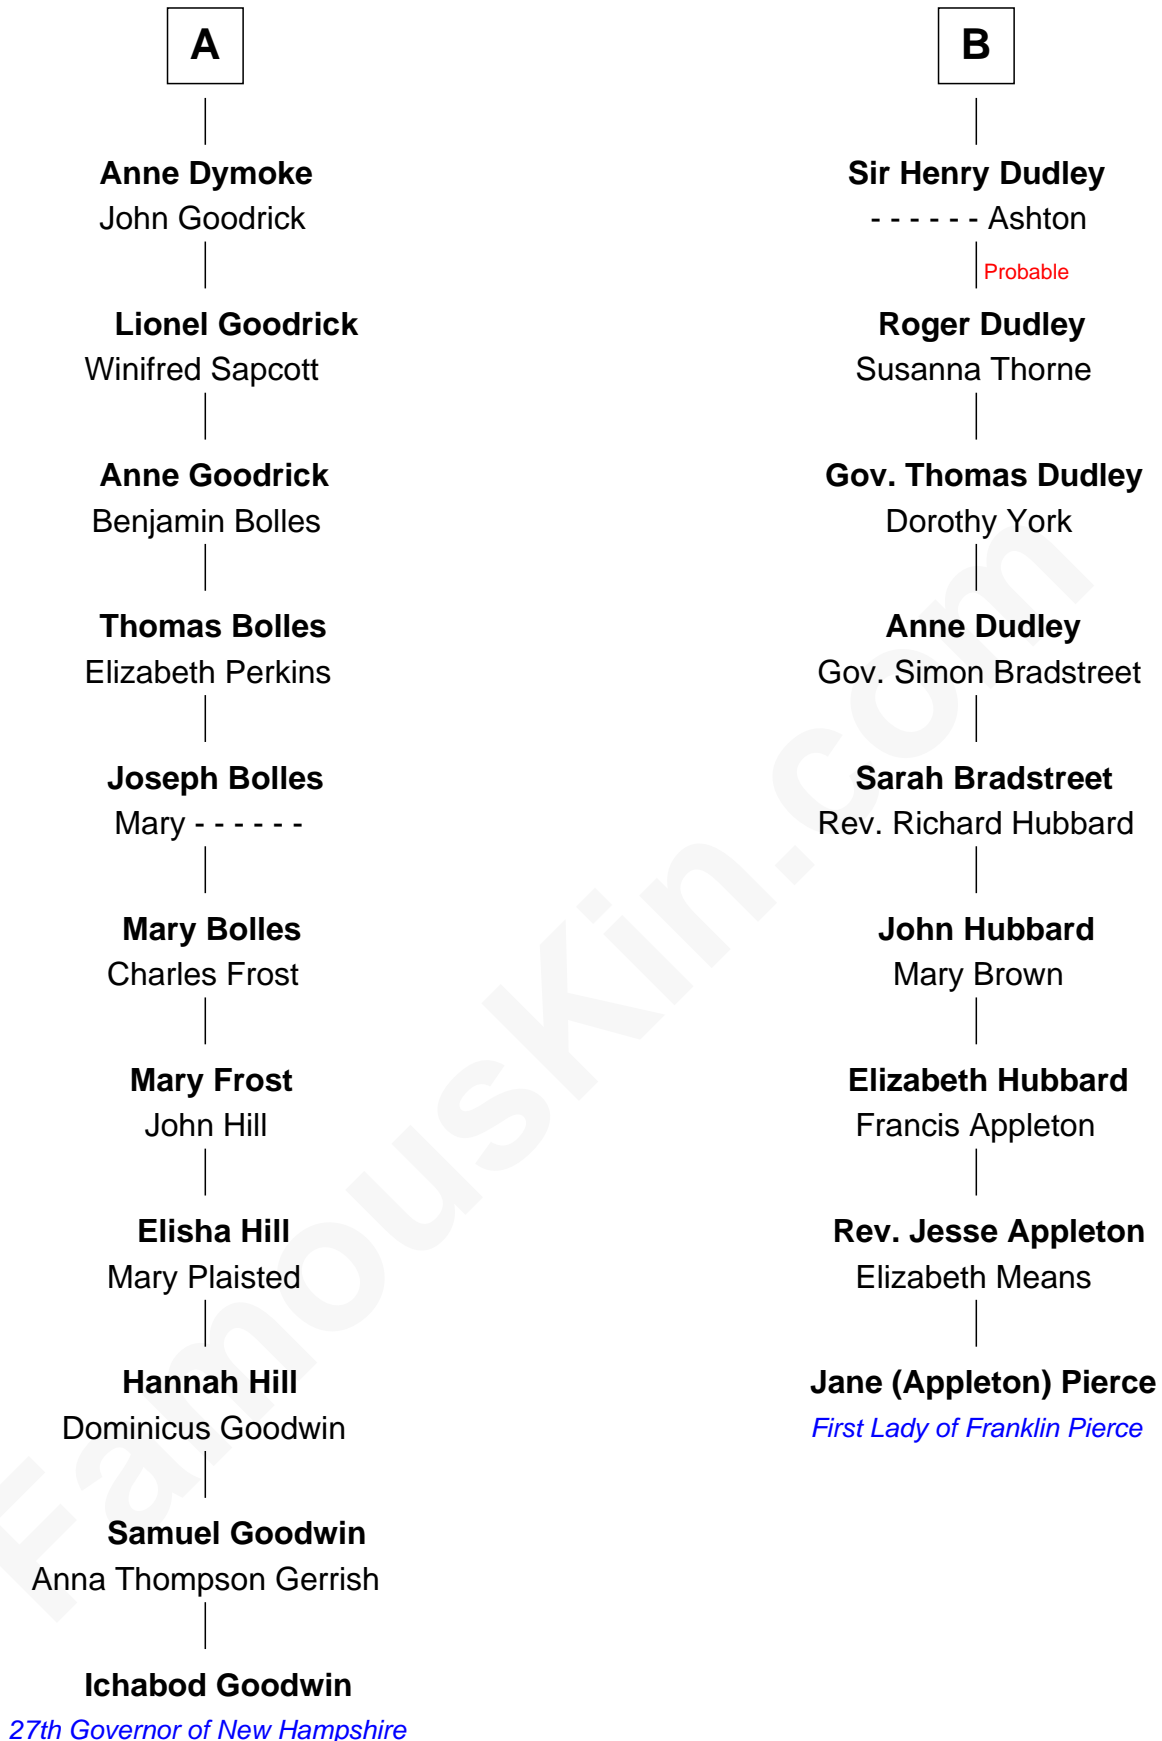 A
Anne Dymoke
John Goodrick
Lionel Goodrick
Winifred Sapcott
Anne Goodrick
Benjamin Bolles
Thomas Bolles
Elizabeth Perkins
Joseph Bolles
Mary - - - - - -
Mary Bolles
Charles Frost
Mary Frost
John Hill
Elisha Hill
Mary Plaisted
Hannah Hill
Dominicus Goodwin
Samuel Goodwin
Anna Thompson Gerrish
Ichabod Goodwin
27th Governor of New Hampshire
B
Sir Henry Dudley
- - - - - - Ashton
Probable
Roger Dudley
Susanna Thorne
Gov. Thomas Dudley
Dorothy York
Anne Dudley
Gov. Simon Bradstreet
Sarah Bradstreet
Rev. Richard Hubbard
John Hubbard
Mary Brown
Elizabeth Hubbard
Francis Appleton
Rev. Jesse Appleton
Elizabeth Means
Jane (Appleton) Pierce
First Lady of Franklin Pierce
FamousKin.com